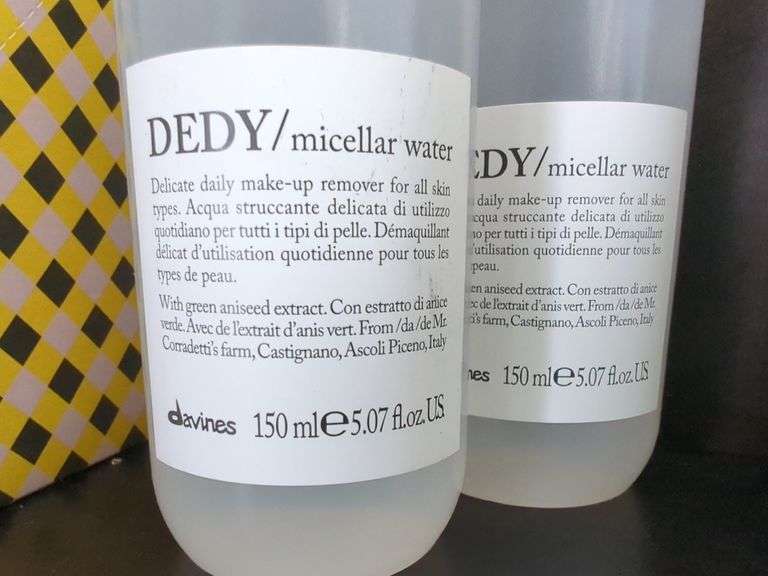 DEDY/micellar water
Delicate daily make-up remover for all skin
types. Acqua struccante delicata di utilizzo
quotidiano per tutti i tipi di pelle. Démaquillant
délicat d'utilisation quotidienne pour tous les
types de peau.
With green aniseed extract. Con estratto di anice
verde. Avec de l'extrait d'anis vert. From /da /de Mr.
Corradetti's farm, Castignano, Ascoli Piceno, Italy
davines 150 ml e 5.07 fl.oz. US
EDY/micellar water
daily make-up remover for all skin
acqua struccante delicata di utilizzo
per tutti i tipi di pelle. Démaquillant
d'utilisation quotidienne pour tous les
peau.
aniseed extract. Con estratto di anice
de l'extrait d'anis vert. From /da /de Mr.
farm, Castignano, Ascoli Piceno, Italy
nes 150 ml e 5.07 fl.oz. US